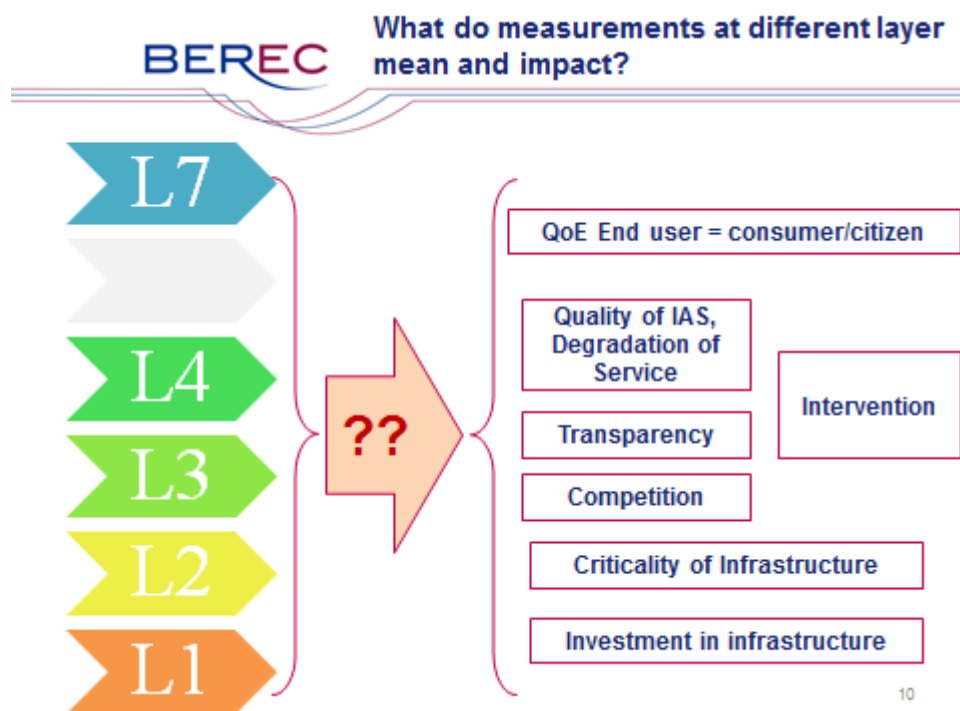 What do measurements at different layer
mean and impact?
BEREC
L7
L4
L3
L2
L1
??
QoE End user = consumer/citizen
Quality of IAS,
Degradation of
Service
Intervention
Transparency
Competition
Criticality of Infrastructure
Investment in infrastructure
10